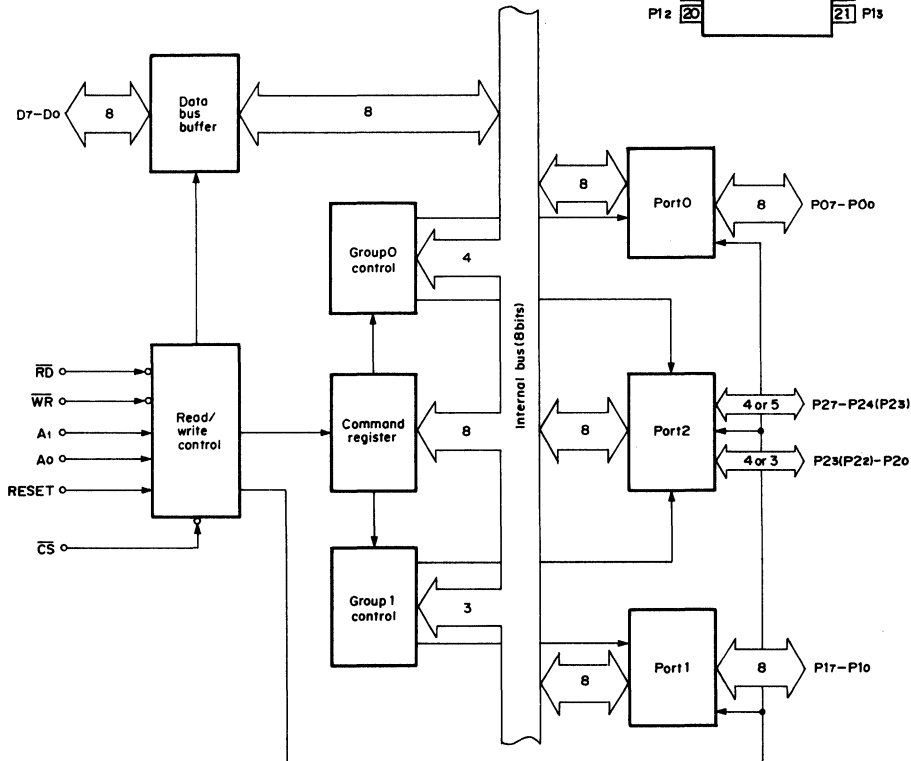 P12 20 21 P13
D7-D0
8
Data
bus
buffer
8
8
Port0
8
P07-P00
Group0
control
4
Internal bus (8bits)
RD
WR
A1
A0
RESET
CS
Read/
write
control
Command
register
8
8
Port2
4 or 5
P27-P24(P23)
4 or 3
P23(P22)-P20
Group 1
control
3
8
Port1
8
P17-P10